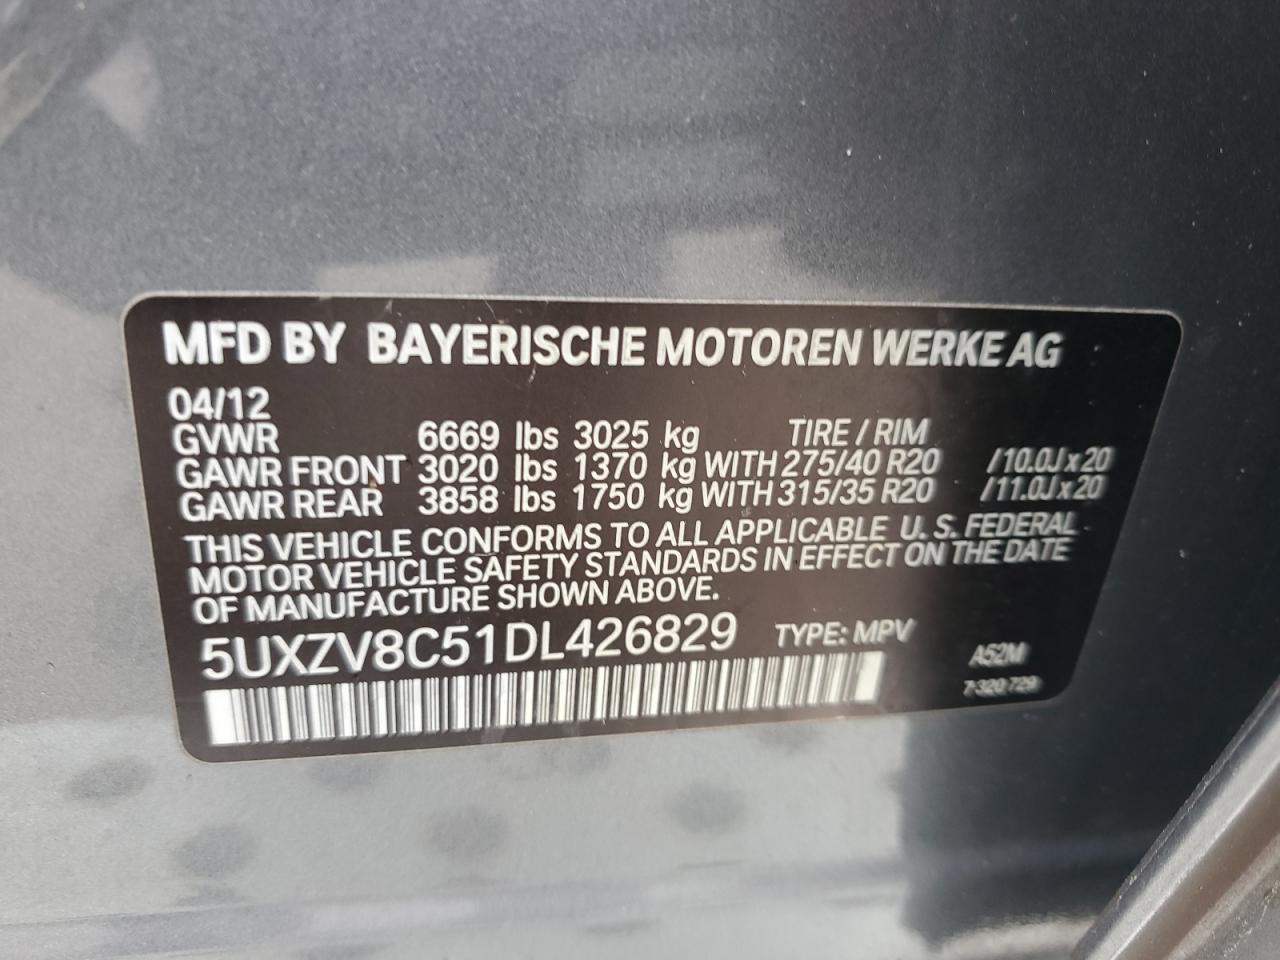 MFD BY BAYERISCHE MOTOREN WERKE AG
04/12
GVWR 6669 lbs 3025 kg TIRE / RIM
GAWR FRONT 3020 lbs 1370 kg WITH 275/40 R20 /10.0J x 20
GAWR REAR 3858 lbs 1750 kg WITH 315/35 R20 /11.0J x 20
THIS VEHICLE CONFORMS TO ALL APPLICABLE U.S. FEDERAL
MOTOR VEHICLE SAFETY STANDARDS IN EFFECT ON THE DATE
OF MANUFACTURE SHOWN ABOVE.
5UXZV8C51DL426829 TYPE: MPV
A52M
7 320 729